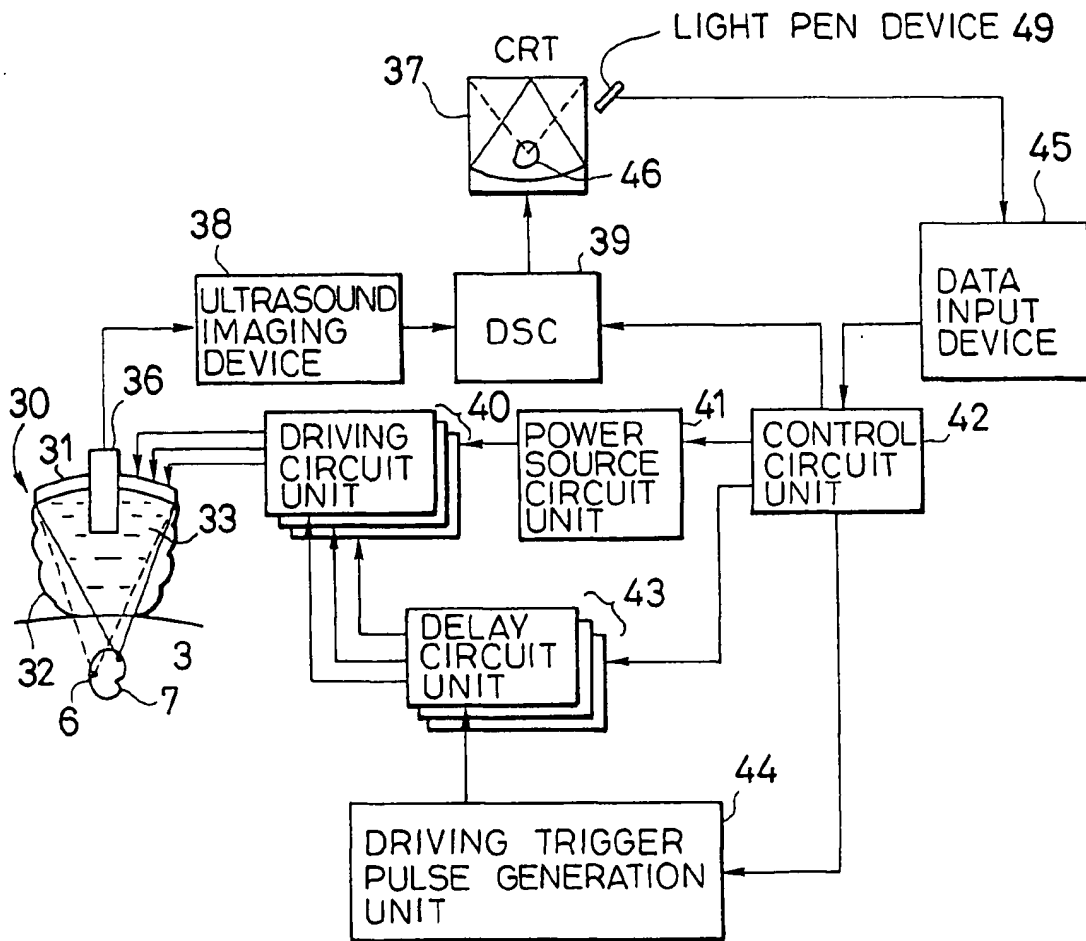 LIGHT PEN DEVICE 49
CRT
37
46
45
DATA
INPUT
DEVICE
38
ULTRASOUND
IMAGING
DEVICE
39
DSC
36
30
31
33
40
DRIVING
CIRCUIT
UNIT
41
POWER
SOURCE
CIRCUIT
UNIT
CONTROL
CIRCUIT
UNIT
42
43
DELAY
CIRCUIT
UNIT
32
3
6
7
44
DRIVING TRIGGER
PULSE GENERATION
UNIT